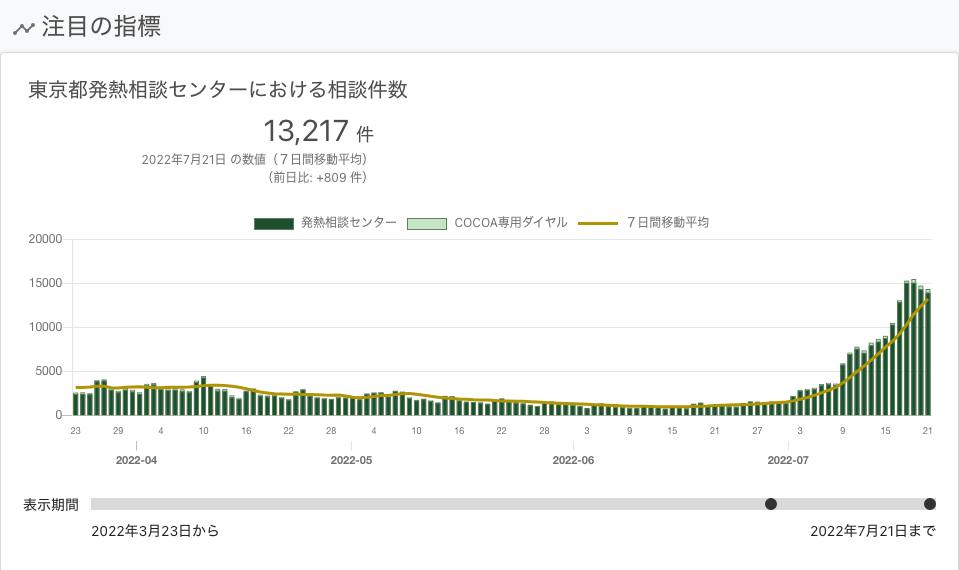 注目の指標
東京都発熱相談センターにおける相談件数
13,217 件
2022年7月21日 の数値（７日間移動平均）
（前日比: +809 件）
発熱相談センター COCOA専用ダイヤル ７日間移動平均
20000
15000
10000
5000
0
23 29 4 10 16 22 28 4 10 16 22 28 3 9 15 21 27 3 9 15 21
2022-04 2022-05 2022-06 2022-07
表示期間
2022年3月23日から 2022年7月21日まで